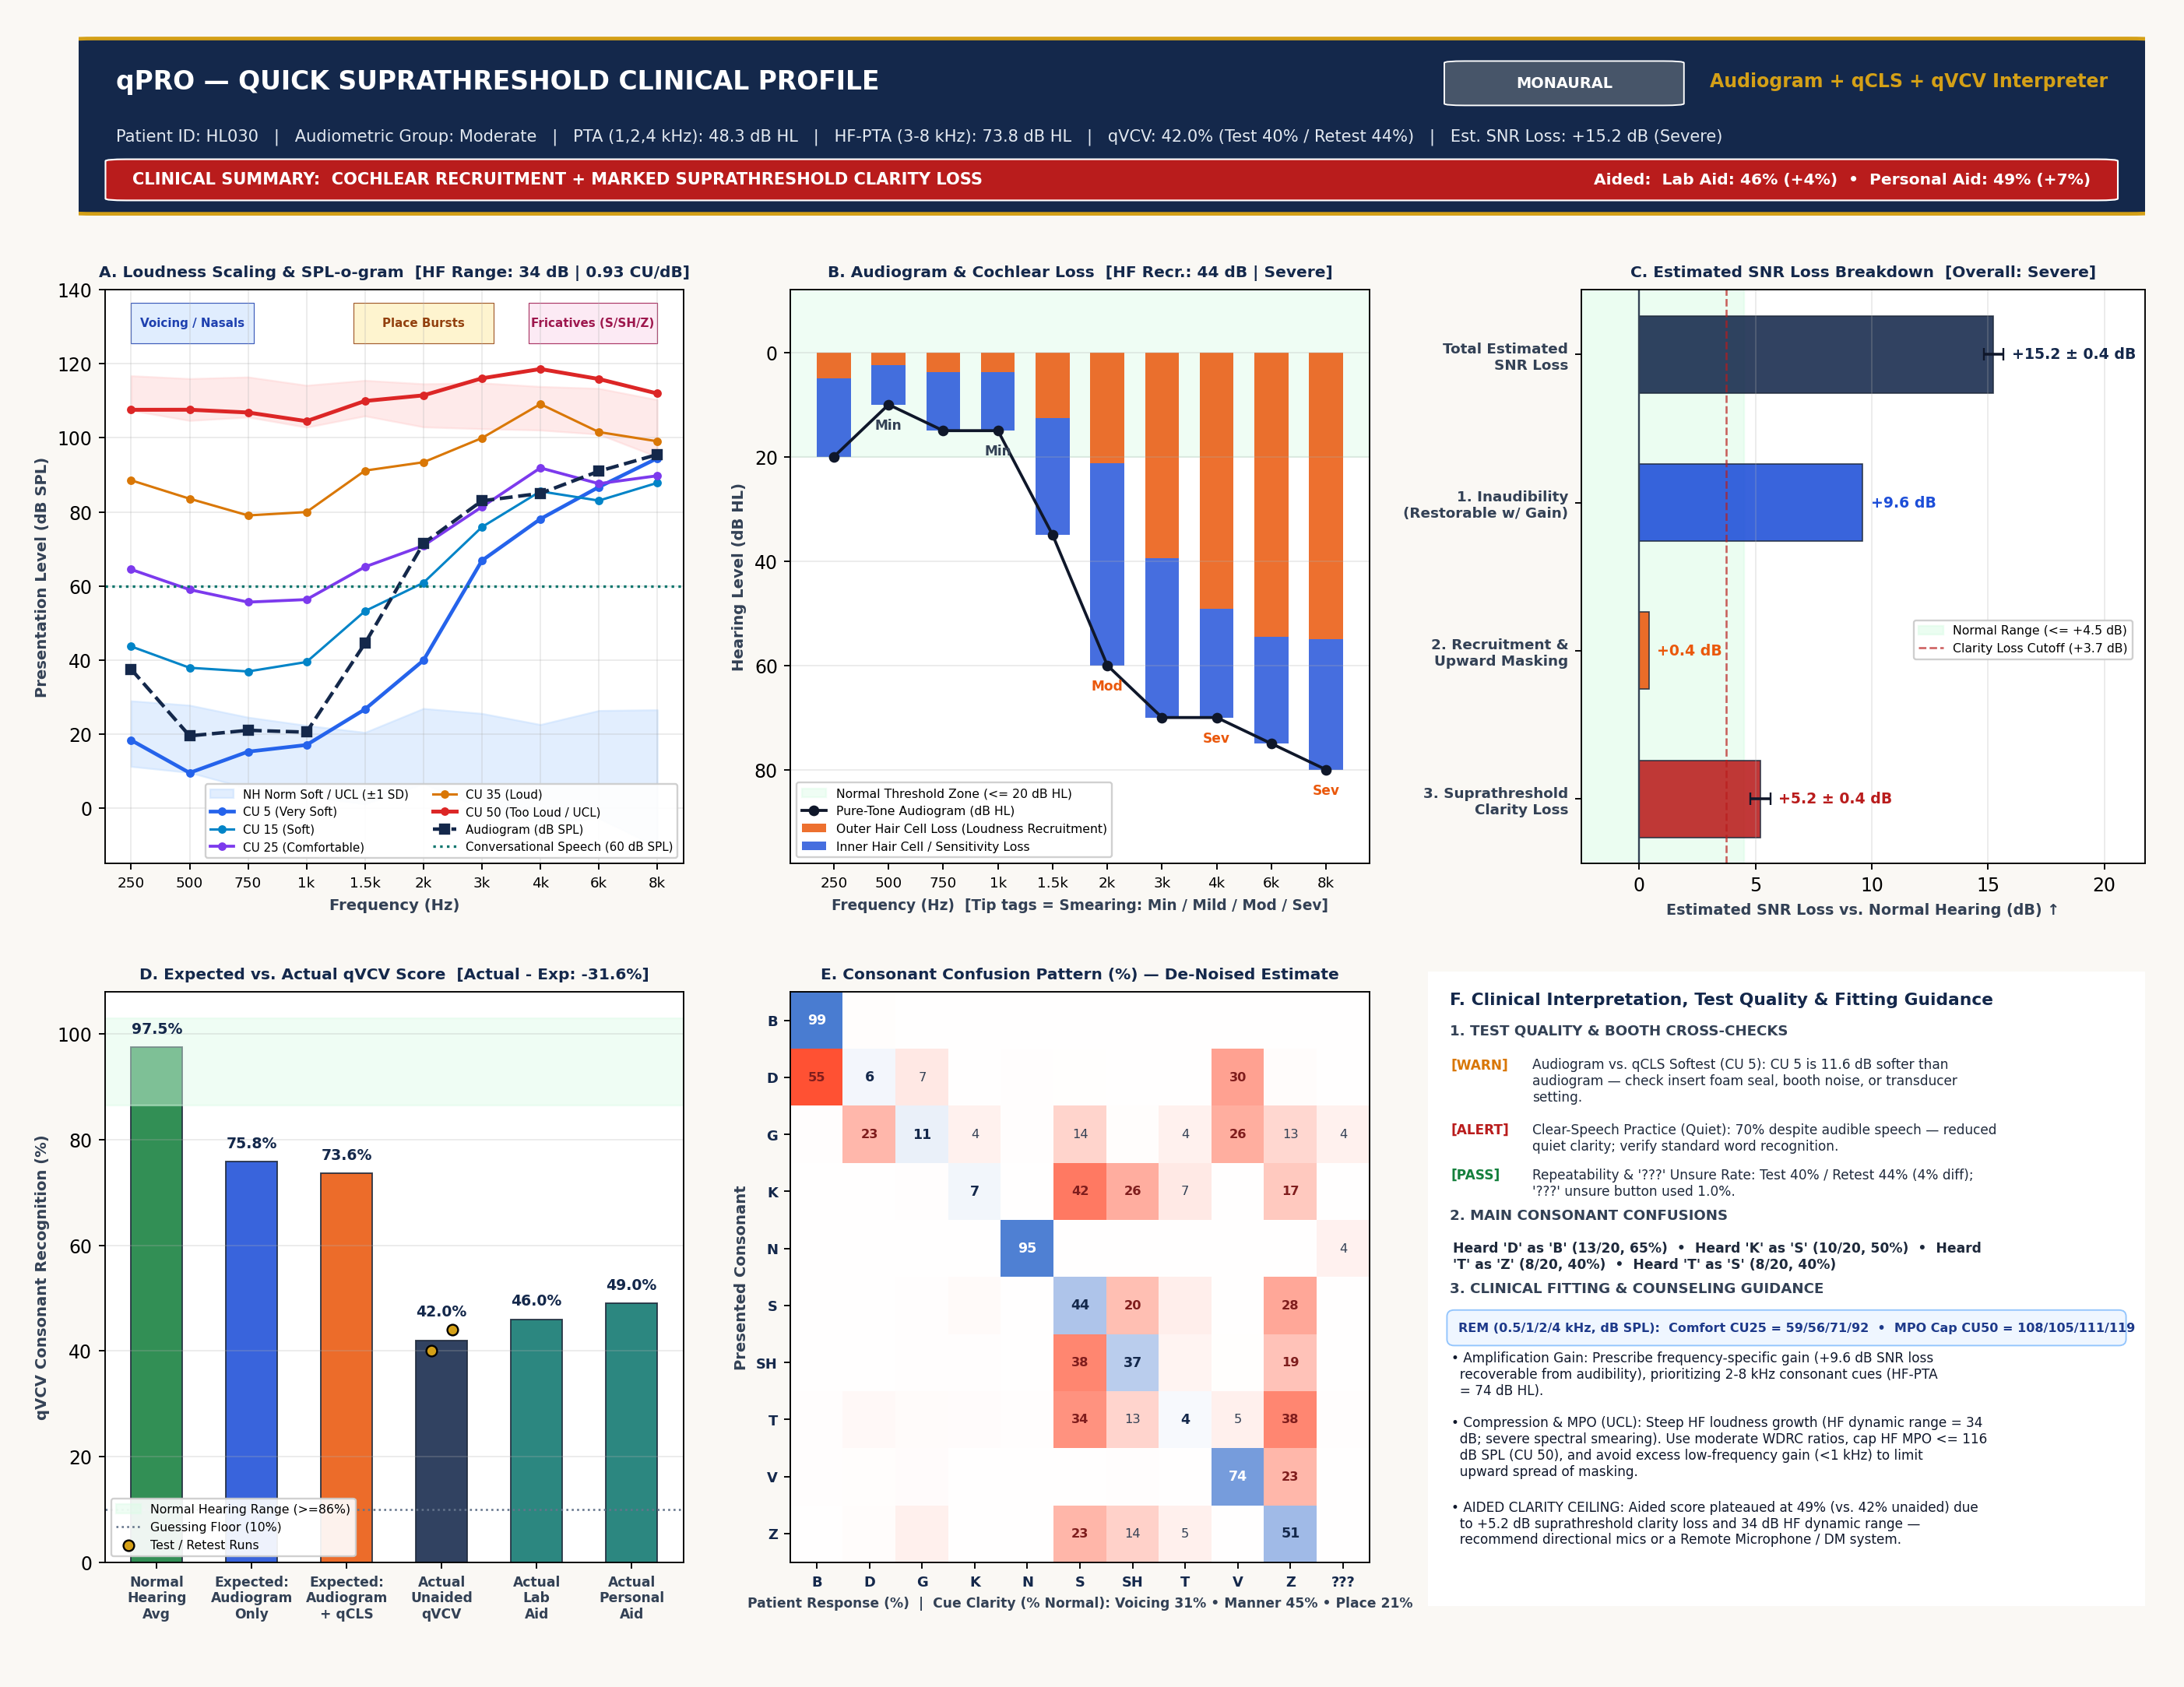 qPRO — QUICK SUPRATHRESHOLD CLINICAL PROFILE
MONAURAL
Audiogram + qCLS + qVCV Interpreter
Patient ID: HL030 | Audiometric Group: Moderate | PTA (1,2,4 kHz): 48.3 dB HL | HF-PTA (3-8 kHz): 73.8 dB HL | qVCV: 42.0% (Test 40% / Retest 44%) | Est. SNR Loss: +15.2 dB (Severe)
CLINICAL SUMMARY: COCHLEAR RECRUITMENT + MARKED SUPRATHRESHOLD CLARITY LOSS
Aided: Lab Aid: 46% (+4%) • Personal Aid: 49% (+7%)
A. Loudness Scaling & SPL-o-gram [HF Range: 34 dB | 0.93 CU/dB]
Presentation Level (dB SPL)
140
120
100
80
60
40
20
0
Voicing / Nasals
Place Bursts
Fricatives (S/SH/Z)
NH Norm Soft / UCL (±1 SD)
CU 5 (Very Soft)
CU 15 (Soft)
CU 25 (Comfortable)
CU 35 (Loud)
CU 50 (Too Loud / UCL)
Audiogram (dB SPL)
Conversational Speech (60 dB SPL)
250 500 750 1k 1.5k 2k 3k 4k 6k 8k
Frequency (Hz)
B. Audiogram & Cochlear Loss [HF Recr.: 44 dB | Severe]
Hearing Level (dB HL)
0
20
40
60
80
Min
Min
Mod
Sev
Sev
Normal Threshold Zone (<= 20 dB HL)
Pure-Tone Audiogram (dB HL)
Outer Hair Cell Loss (Loudness Recruitment)
Inner Hair Cell / Sensitivity Loss
250 500 750 1k 1.5k 2k 3k 4k 6k 8k
Frequency (Hz) [Tip tags = Smearing: Min / Mild / Mod / Sev]
C. Estimated SNR Loss Breakdown [Overall: Severe]
Total Estimated
SNR Loss
+15.2 ± 0.4 dB
1. Inaudibility
(Restorable w/ Gain)
+9.6 dB
2. Recruitment &
Upward Masking
+0.4 dB
Normal Range (<= +4.5 dB)
Clarity Loss Cutoff (+3.7 dB)
3. Suprathreshold
Clarity Loss
+5.2 ± 0.4 dB
0 5 10 15 20
Estimated SNR Loss vs. Normal Hearing (dB) ↑
D. Expected vs. Actual qVCV Score [Actual - Exp: -31.6%]
qVCV Consonant Recognition (%)
100
80
60
40
20
0
97.5%
75.8%
73.6%
42.0%
46.0%
49.0%
Normal Hearing Range (>=86%)
Guessing Floor (10%)
Test / Retest Runs
Normal
Hearing
Avg
Expected:
Audiogram
Only
Expected:
Audiogram
+ qCLS
Actual
Unaided
qVCV
Actual
Lab
Aid
Actual
Personal
Aid
E. Consonant Confusion Pattern (%) — De-Noised Estimate
Presented Consonant
B 99
D 55 6 7 30
G 23 11 4 14 4 26 13 4
K 7 42 26 7 17
N 95 4
S 44 20 28
SH 38 37 19
T 34 13 4 5 38
V 74 23
Z 23 14 5 51
B D G K N S SH T V Z ???
Patient Response (%) | Cue Clarity (% Normal): Voicing 31% • Manner 45% • Place 21%
F. Clinical Interpretation, Test Quality & Fitting Guidance
1. TEST QUALITY & BOOTH CROSS-CHECKS
[WARN] Audiogram vs. qCLS Softest (CU 5): CU 5 is 11.6 dB softer than
audiogram — check insert foam seal, booth noise, or transducer
setting.
[ALERT] Clear-Speech Practice (Quiet): 70% despite audible speech — reduced
quiet clarity; verify standard word recognition.
[PASS] Repeatability & '???' Unsure Rate: Test 40% / Retest 44% (4% diff);
'???' unsure button used 1.0%.
2. MAIN CONSONANT CONFUSIONS
Heard 'D' as 'B' (13/20, 65%) • Heard 'K' as 'S' (10/20, 50%) • Heard
'T' as 'Z' (8/20, 40%) • Heard 'T' as 'S' (8/20, 40%)
3. CLINICAL FITTING & COUNSELING GUIDANCE
REM (0.5/1/2/4 kHz, dB SPL): Comfort CU25 = 59/56/71/92 • MPO Cap CU50 = 108/105/111/119
• Amplification Gain: Prescribe frequency-specific gain (+9.6 dB SNR loss
recoverable from audibility), prioritizing 2-8 kHz consonant cues (HF-PTA
= 74 dB HL).
• Compression & MPO (UCL): Steep HF loudness growth (HF dynamic range = 34
dB; severe spectral smearing). Use moderate WDRC ratios, cap HF MPO <= 116
dB SPL (CU 50), and avoid excess low-frequency gain (<1 kHz) to limit
upward spread of masking.
• AIDED CLARITY CEILING: Aided score plateaued at 49% (vs. 42% unaided) due
to +5.2 dB suprathreshold clarity loss and 34 dB HF dynamic range —
recommend directional mics or a Remote Microphone / DM system.